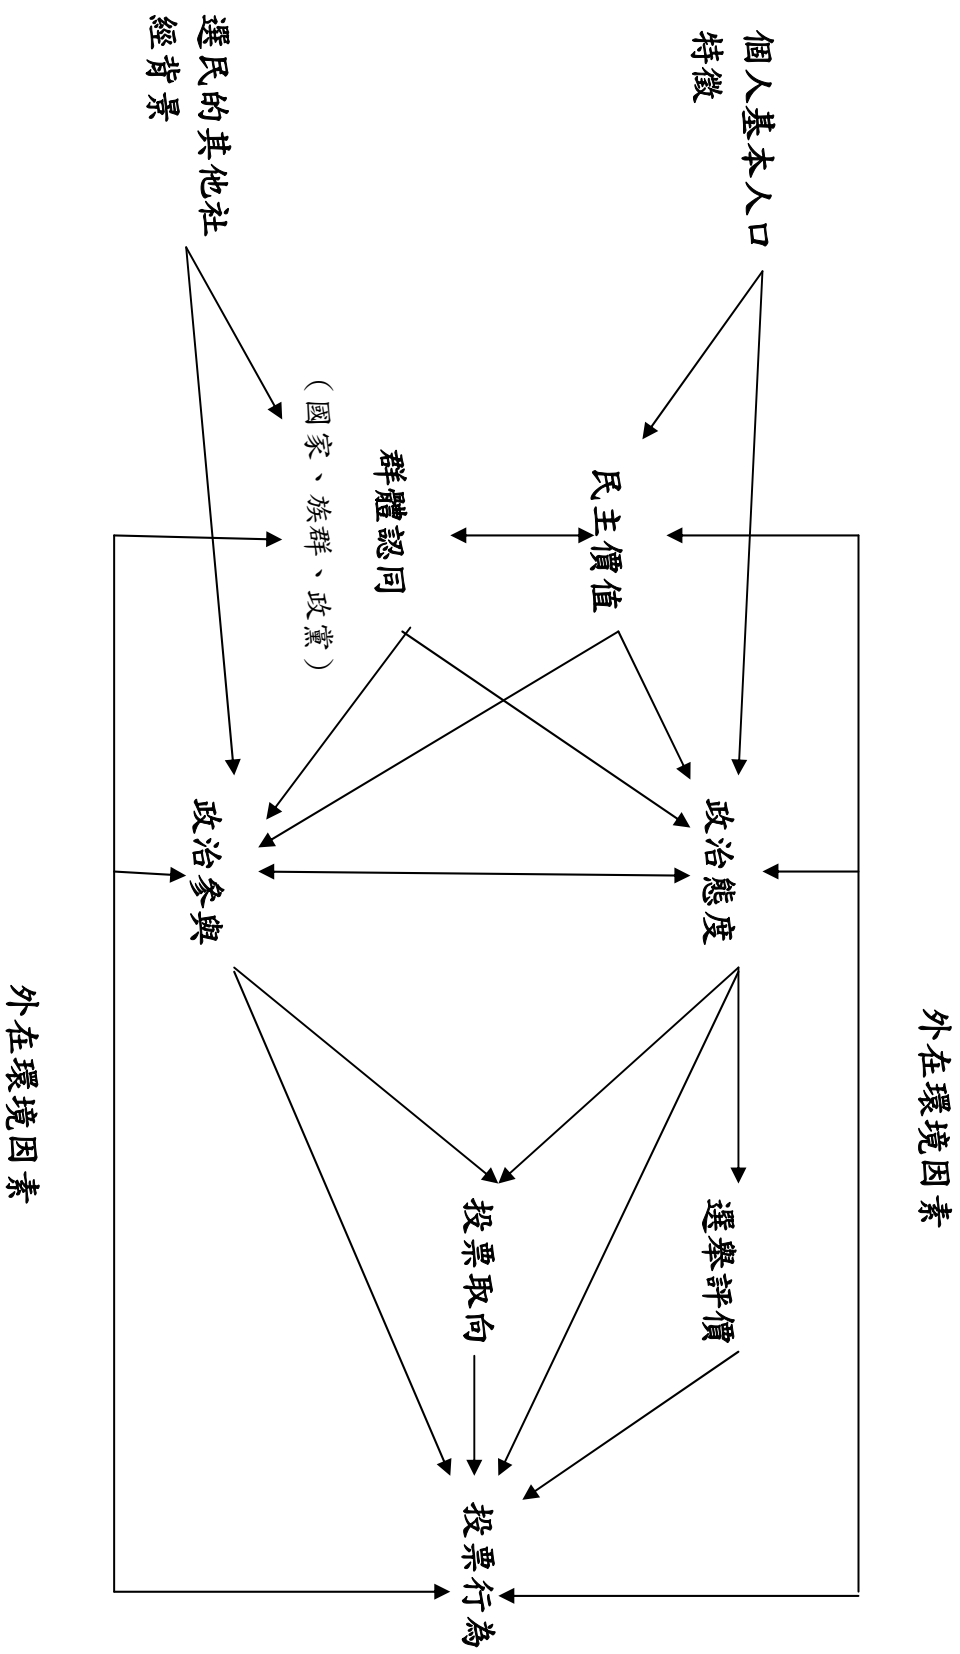 外在環境因素
個人基本人口
特徵
民主價值
政治態度
選舉評價
群體認同
（國家、族群、政黨）
投票取向
投票行為
選民的其他社
經背景
政治參與
外在環境因素